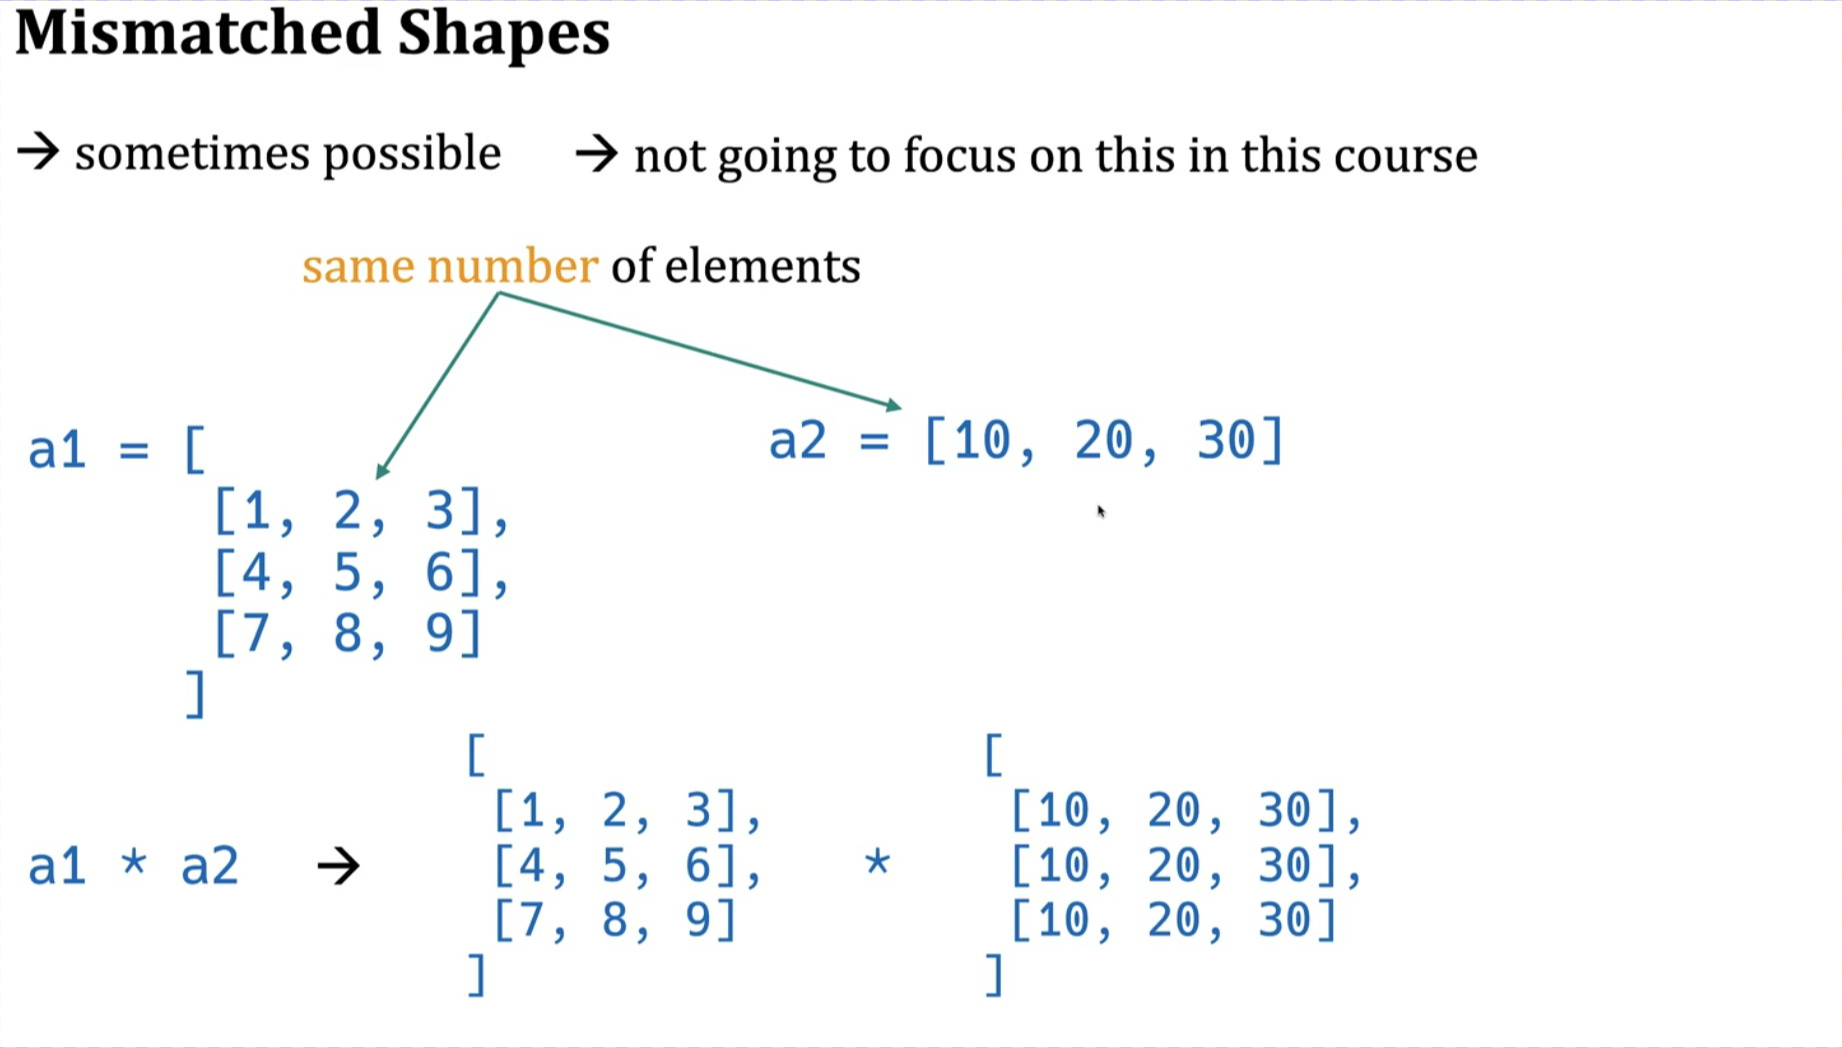 Mismatched Shapes
→ sometimes possible → not going to focus on this in this course
same number of elements
a1 = [
[1, 2, 3],
[4, 5, 6],
[7, 8, 9]
]
a2 = [10, 20, 30]
a1 * a2 →
[
[1, 2, 3],
[4, 5, 6],
[7, 8, 9]
]
*
[
[10, 20, 30],
[10, 20, 30],
[10, 20, 30]
]